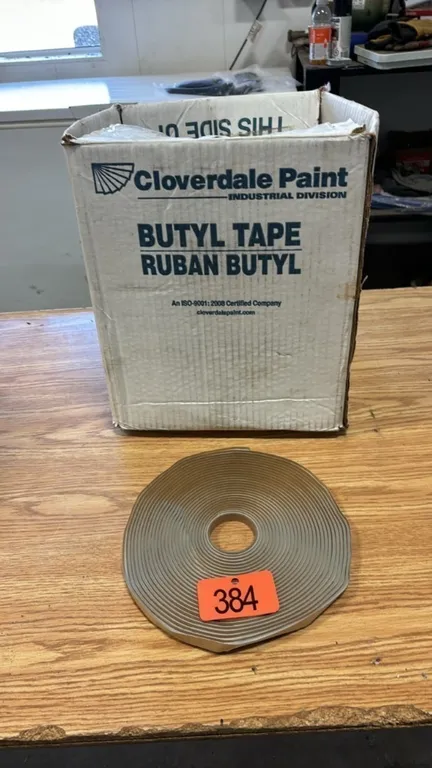 THIS SIDE
Cloverdale Paint
INDUSTRIAL DIVISION
BUTYL TAPE
RUBAN BUTYL
An ISO-9001: 2008 Certified Company
cloverdalepaint.com
384